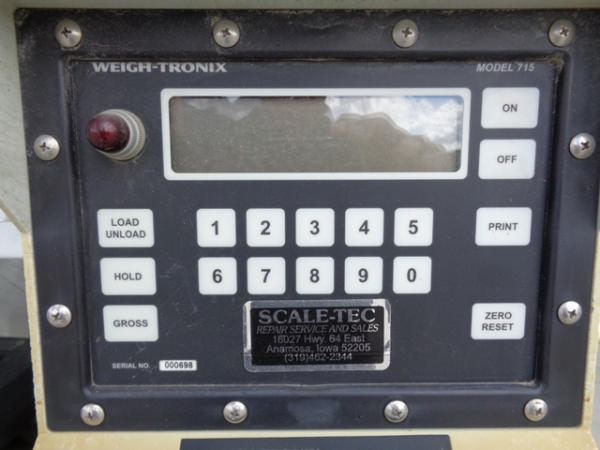 WEIGH-TRONIX
MODEL 715
ON
OFF
LOAD
UNLOAD
1 2 3 4 5
PRINT
HOLD
6 7 8 9 0
GROSS
SCALE-TEC
REPAIR SERVICE AND SALES
16027 Hwy. 64 East
Anamosa, Iowa 52205
(319)462-2344
ZERO
RESET
SERIAL NO. 000698